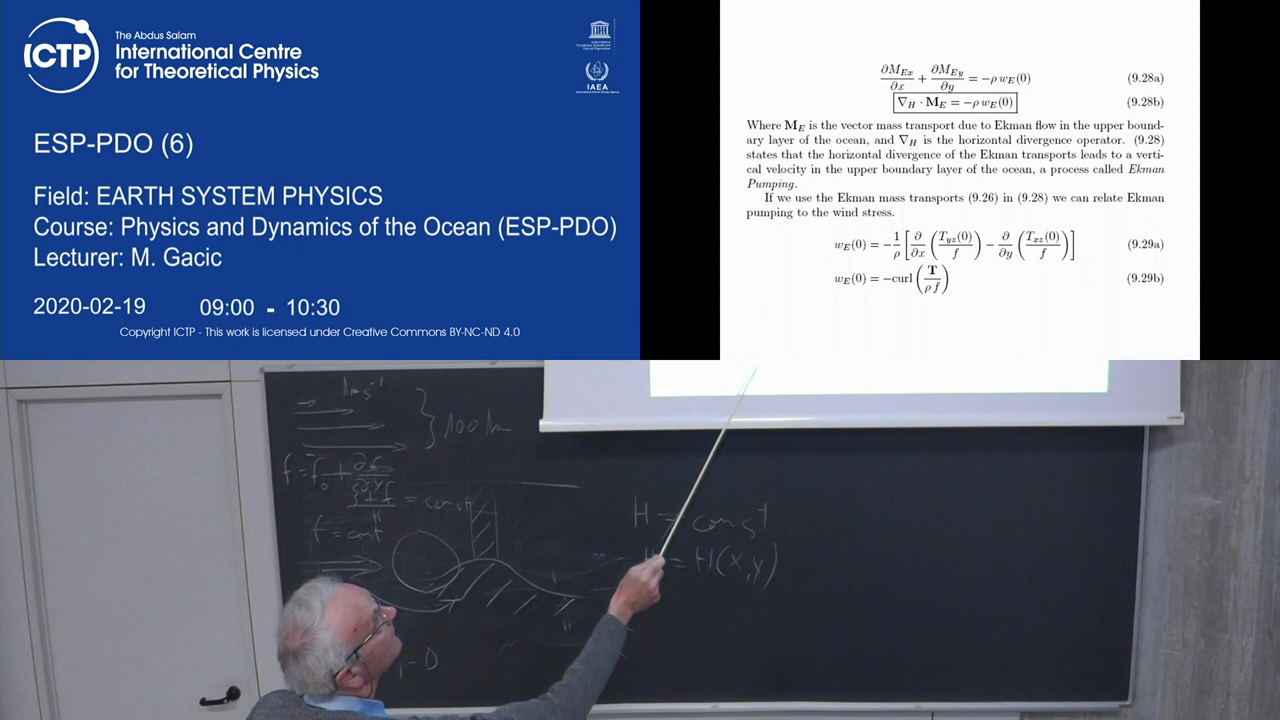 The Abdus Salam
ICTP
International Centre
for Theoretical Physics
IAEA
ESP-PDO (6)
Field: EARTH SYSTEM PHYSICS
Course: Physics and Dynamics of the Ocean (ESP-PDO)
Lecturer: M. Gacic
2020-02-19 09:00 - 10:30
Copyright ICTP - This work is licensed under Creative Commons BY-NC-ND 4.0
∂M_Ex/∂x + ∂M_Ey/∂y = −ρ w_E(0) (9.28a)
∇_H · M_E = −ρ w_E(0) (9.28b)
Where M_E is the vector mass transport due to Ekman flow in the upper bound-
ary layer of the ocean, and ∇_H is the horizontal divergence operator. (9.28)
states that the horizontal divergence of the Ekman transports leads to a verti-
cal velocity in the upper boundary layer of the ocean, a process called Ekman
Pumping.
If we use the Ekman mass transports (9.26) in (9.28) we can relate Ekman
pumping to the wind stress.
w_E(0) = −1/ρ [∂/∂x (T_yz(0)/f) − ∂/∂y (T_xz(0)/f)] (9.29a)
w_E(0) = −curl (T/(ρ f)) (9.29b)
100 km
= const
f = const
H = const
= H(x,y)